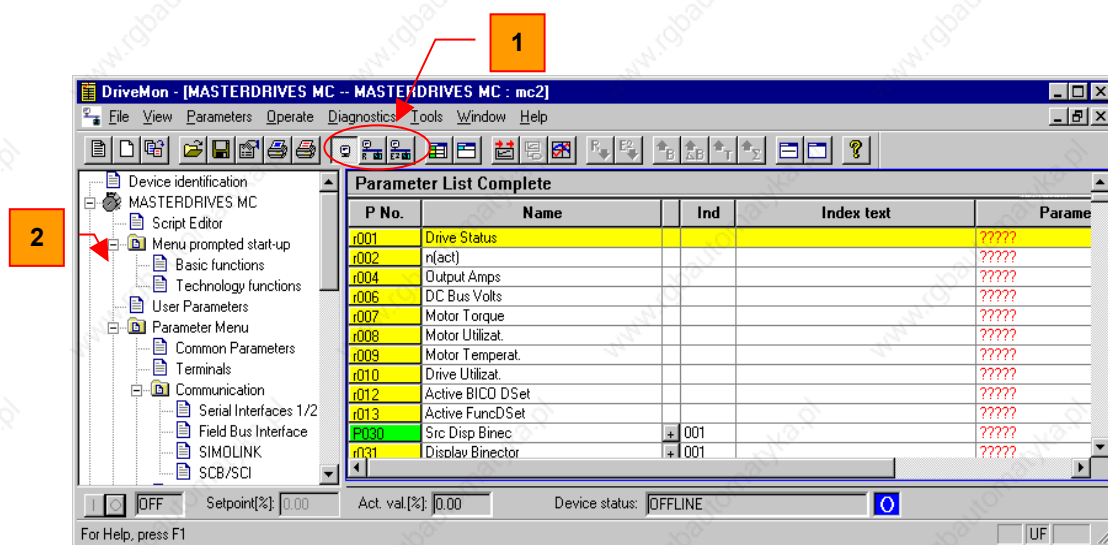 1
DriveMon - [MASTERDRIVES MC -- MASTERDRIVES MC : mc2]
File View Parameters Operate Diagnostics Tools Window Help
Device identification
MASTERDRIVES MC
Script Editor
2
Menu prompted start-up
Basic functions
Technology functions
User Parameters
Parameter Menu
Common Parameters
Terminals
Communication
Serial Interfaces 1/2
Field Bus Interface
SIMOLINK
SCB/SCI
Parameter List Complete
P No. Name Ind Index text Parame
r001 Drive Status ?????
r002 n(act) ?????
r004 Output Amps ?????
r006 DC Bus Volts ?????
r007 Motor Torque ?????
r008 Motor Utilizat. ?????
r009 Motor Temperat. ?????
r010 Drive Utilizat. ?????
r012 Active BICO DSet ?????
r013 Active FuncDSet ?????
P030 Src Disp Binec + 001 ?????
r031 Display Binector + 001 ?????
OFF Setpoint[%]: 0.00 Act. val.[%]: 0.00 Device status: OFFLINE
For Help, press F1 UF